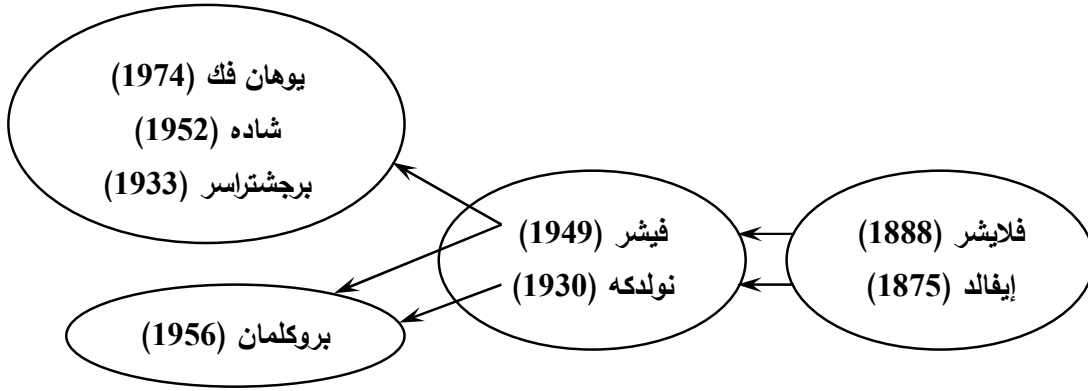 فلايشر (1888)
إيفالد (1875)
فيشر (1949)
نولدكه (1930)
يوهان فك (1974)
شاده (1952)
برجشتراسر (1933)
بروكلمان (1956)